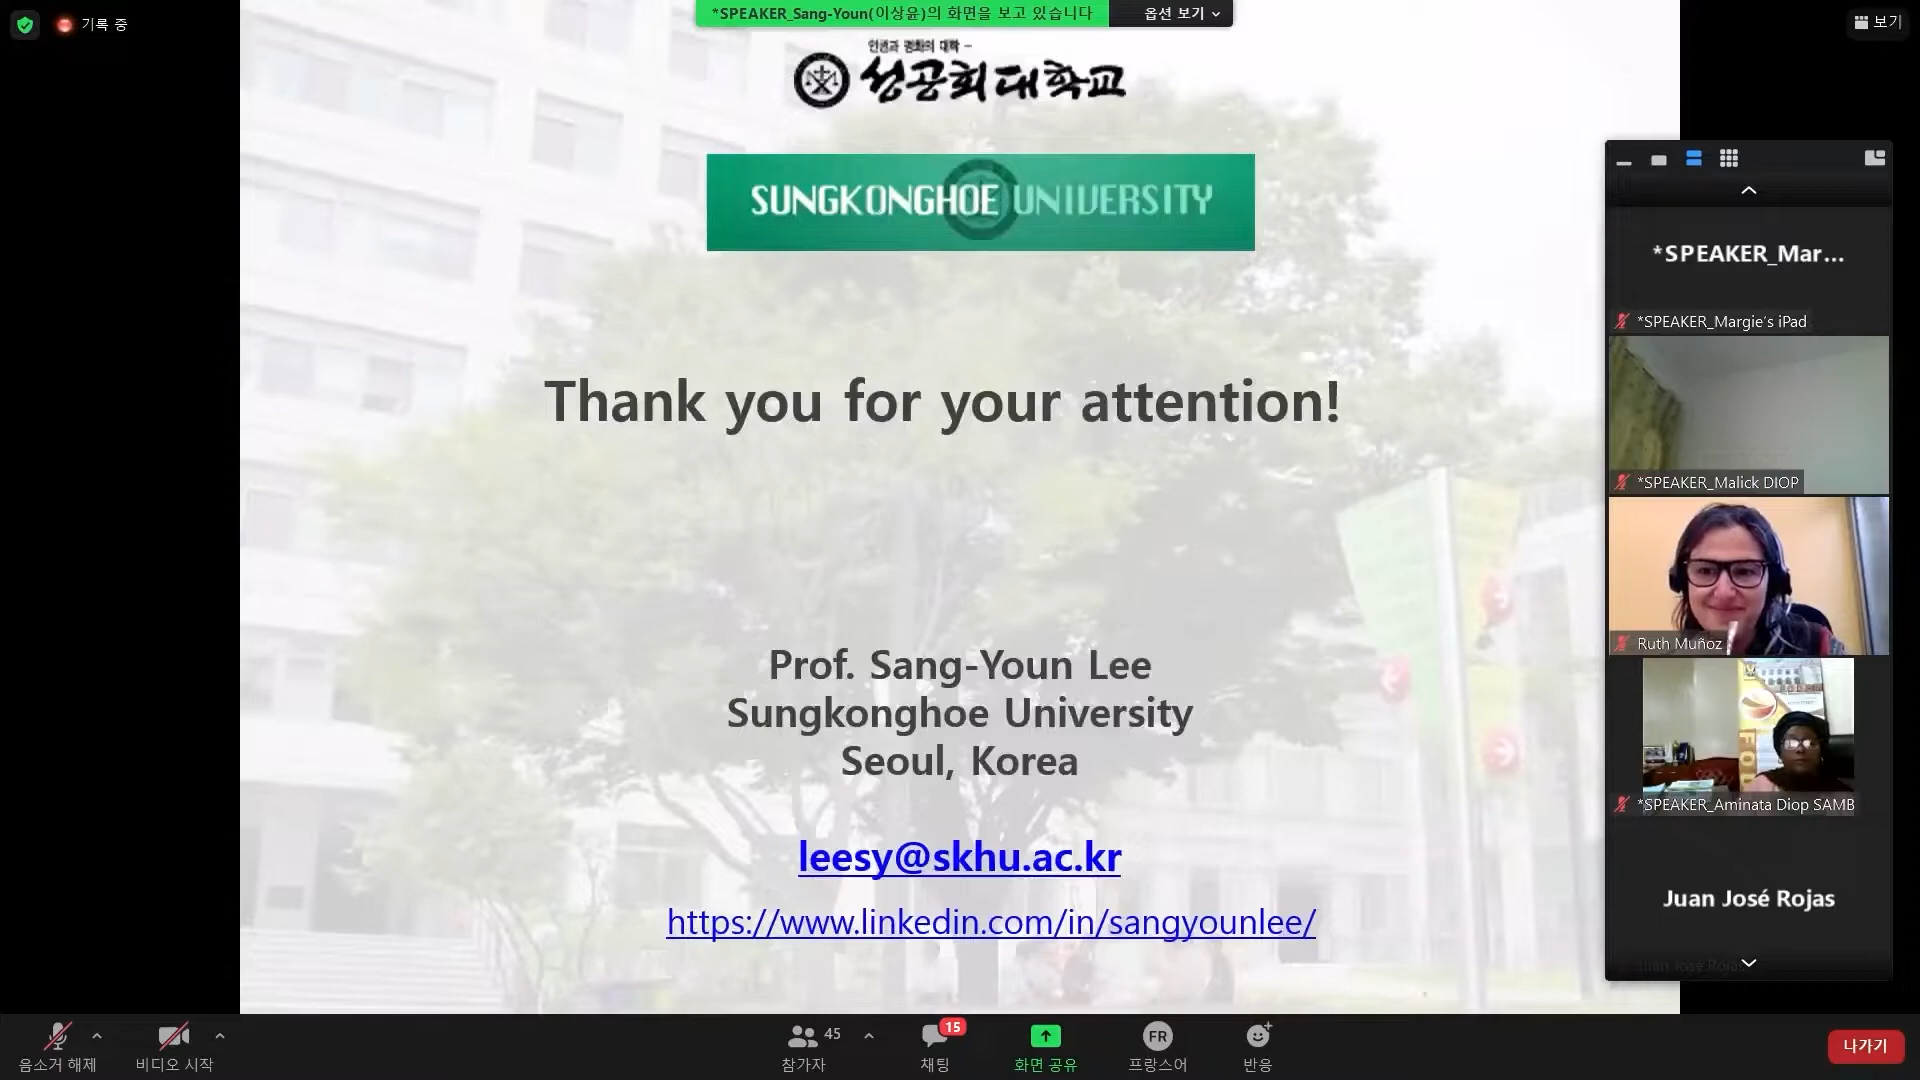 *SPEAKER_Sang-Youn(이상윤)의 화면을 보고 있습니다
옵션 보기
기록 중
보기
인권과 평화의 대학
성공회대학교
SUNGKONGHOE UNIVERSITY
Thank you for your attention!
Prof. Sang-Youn Lee
Sungkonghoe University
Seoul, Korea
leesy@skhu.ac.kr
https://www.linkedin.com/in/sangyounlee/
*SPEAKER_Mar...
*SPEAKER_Margie's iPad
*SPEAKER_Malick DIOP
Ruth Muñoz
*SPEAKER_Aminata Diop SAMB
Juan José Rojas
Juan José Rojas
음소거 해제
비디오 시작
45
참가자
15
채팅
화면 공유
FR
프랑스어
반응
나가기